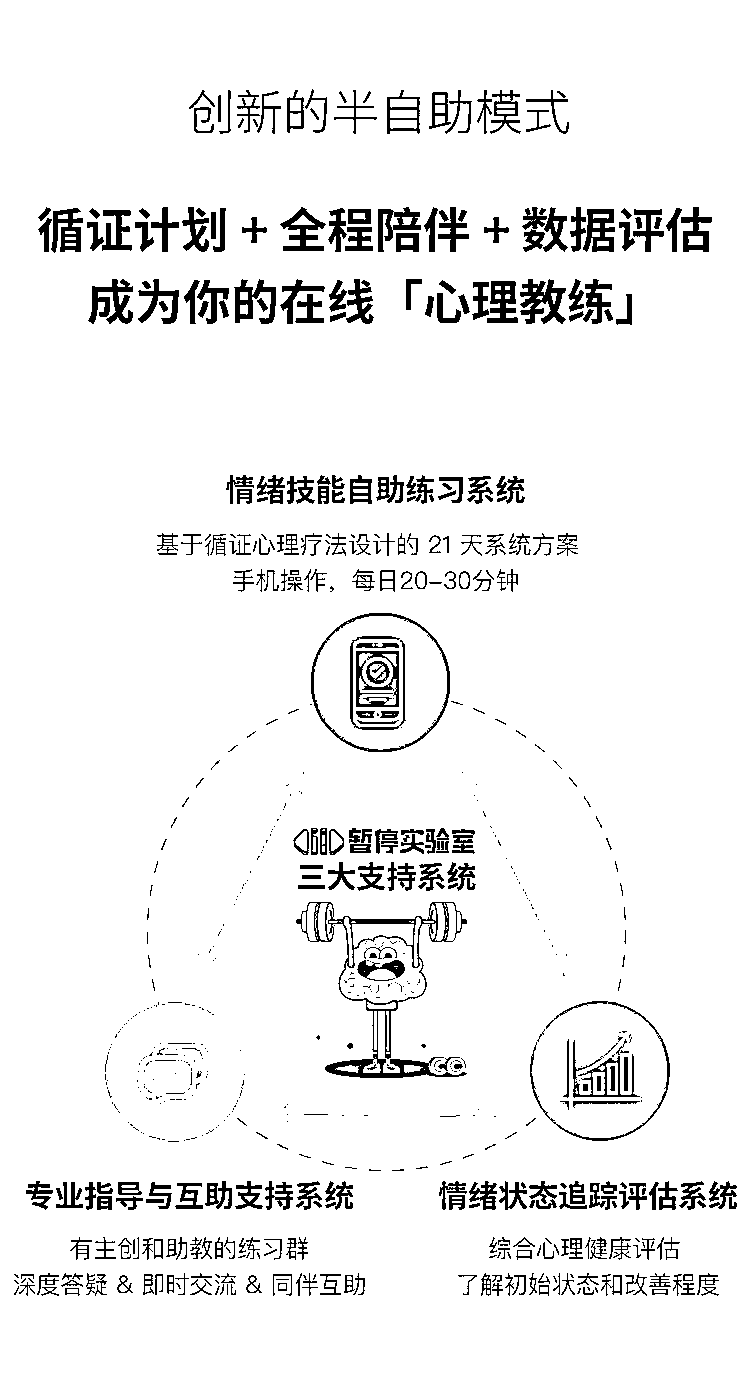 创新的半自助模式
循证计划 + 全程陪伴 + 数据评估
成为你的在线「心理教练」
情绪技能自助练习系统
基于循证心理疗法设计的 21 天系统方案
手机操作，每日20-30分钟
暂停实验室
三大支持系统
专业指导与互助支持系统
有主创和助教的练习群
深度答疑 & 即时交流 & 同伴互助
情绪状态追踪评估系统
综合心理健康评估
了解初始状态和改善程度